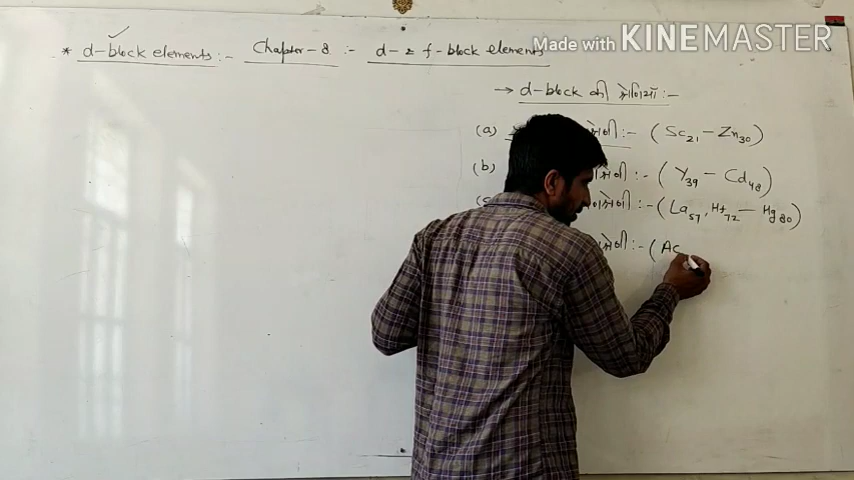 Made with KINEMASTER
* d-block elements :- Chapter-8 :- d- & f-block elements
→ d-block की श्रेणियाँ :-
(a) श्रेणी :- (Sc21 - Zn30)
(b) श्रेणी :- (Y39 - Cd48)
श्रेणी :- (La57, Hf72 - Hg80)
श्रेणी :- (Ac